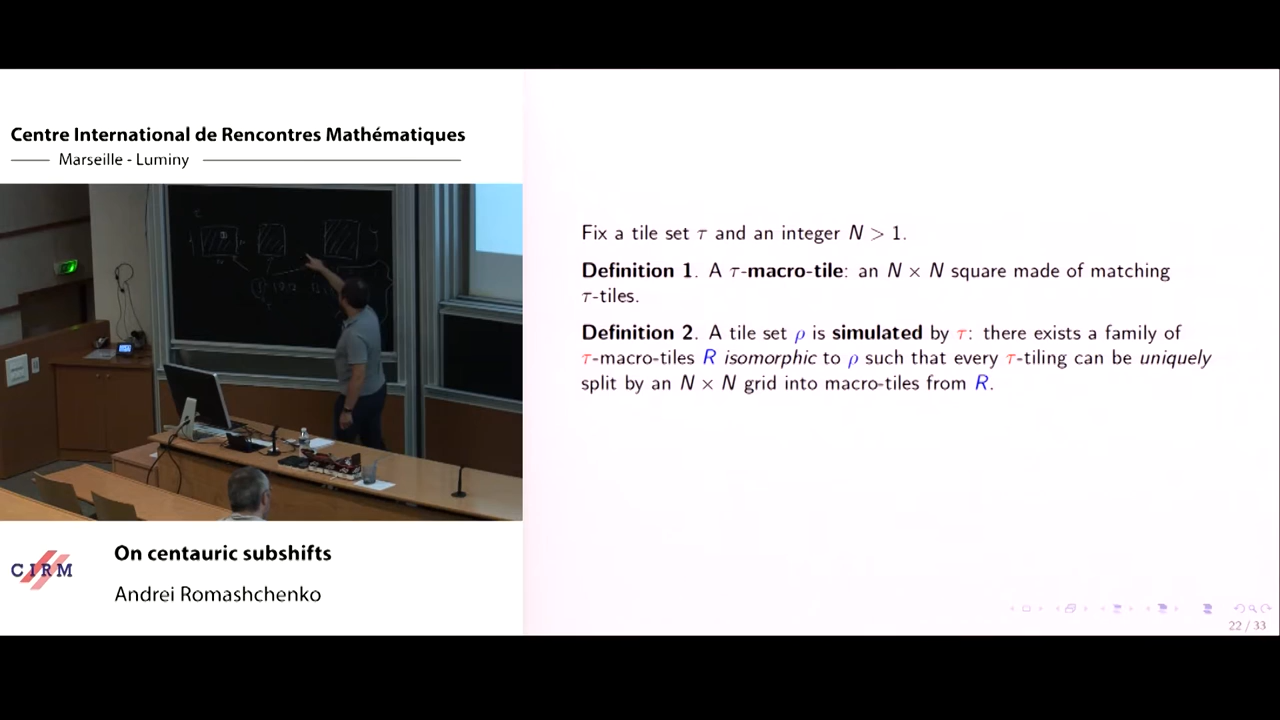 Centre International de Rencontres Mathématiques
Marseille - Luminy
On centauric subshifts
CIRM
Andrei Romashchenko
Fix a tile set τ and an integer N > 1.
Definition 1. A τ-macro-tile: an N × N square made of matching
τ-tiles.
Definition 2. A tile set ρ is simulated by τ: there exists a family of
τ-macro-tiles R isomorphic to ρ such that every τ-tiling can be uniquely
split by an N × N grid into macro-tiles from R.
22 / 33